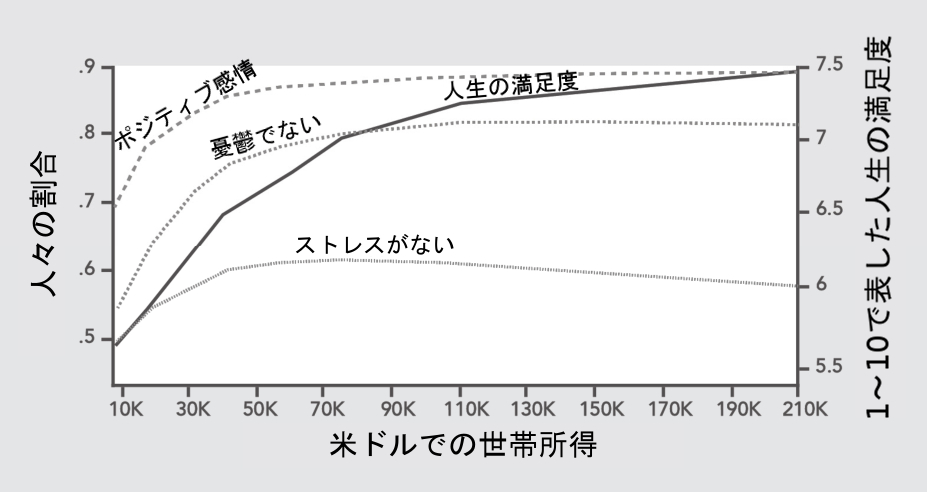 ポジティブ感情
憂鬱でない
人生の満足度
ストレスがない
人々の割合
.9
.8
.7
.6
.5
7.5
7
6.5
6
5.5
1〜10で表した人生の満足度
10K 30K 50K 70K 90K 110K 130K 150K 170K 190K 210K
米ドルでの世帯所得